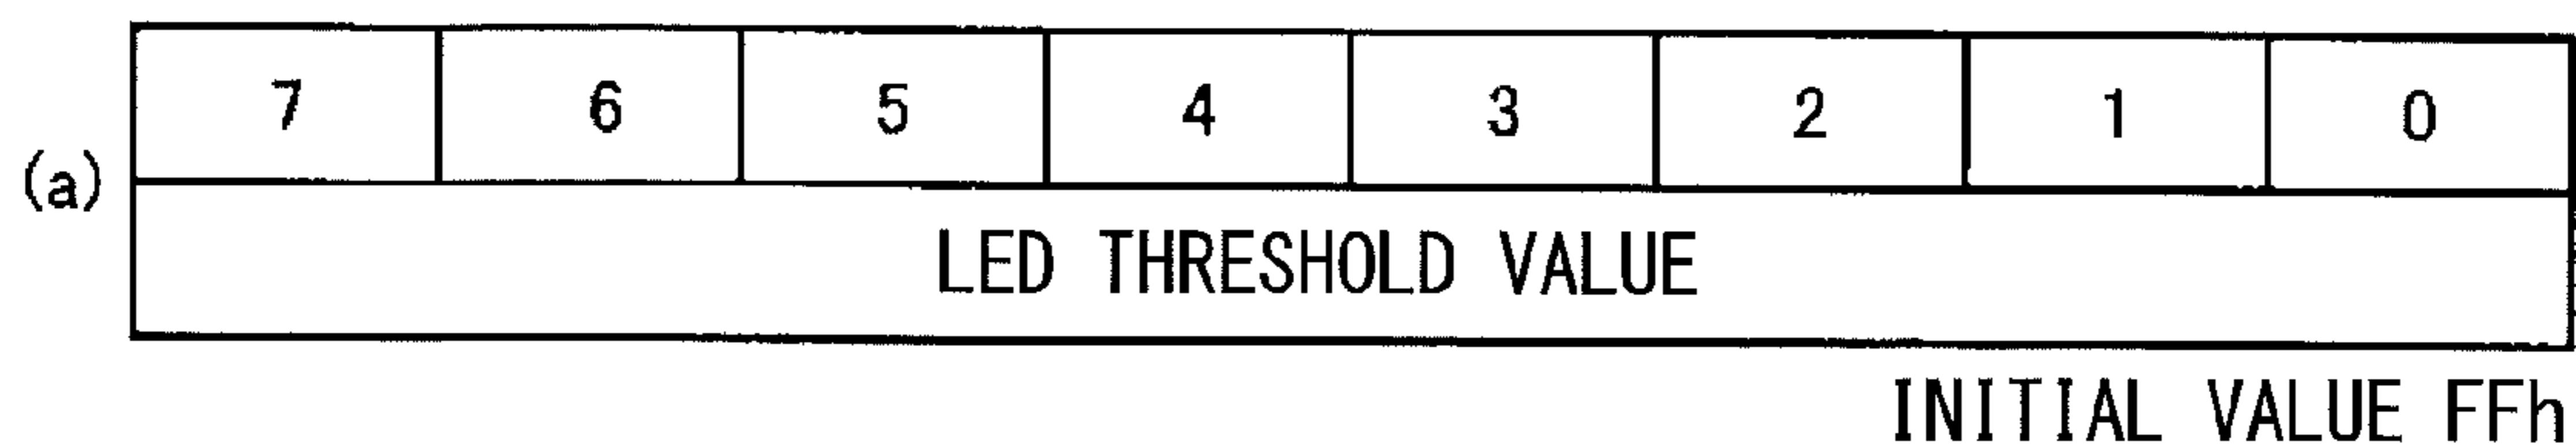 7 6 5 4 3 2 1 0
(a)
LED THRESHOLD VALUE
INITIAL VALUE FFh